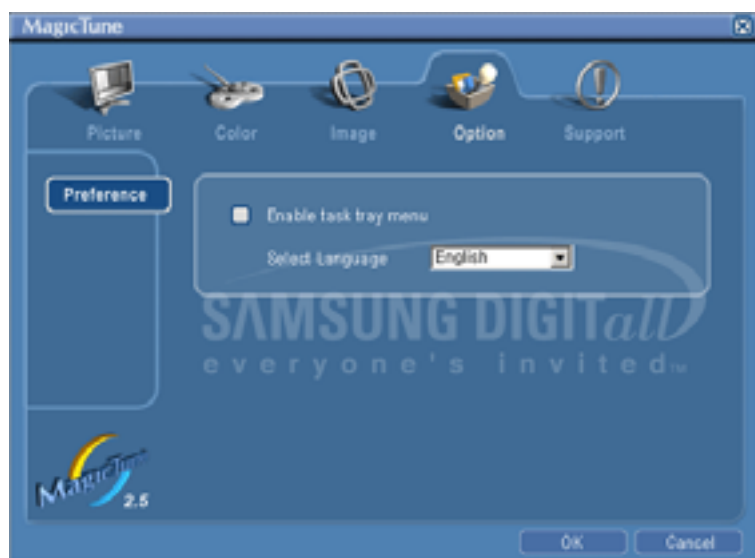 MagicTune
Picture
Color
Image
Option
Support
Preference
Enable task tray menu
Select Language
English
SAMSUNG DIGITall
everyone's invited™
MagicTune
2.5
OK
Cancel